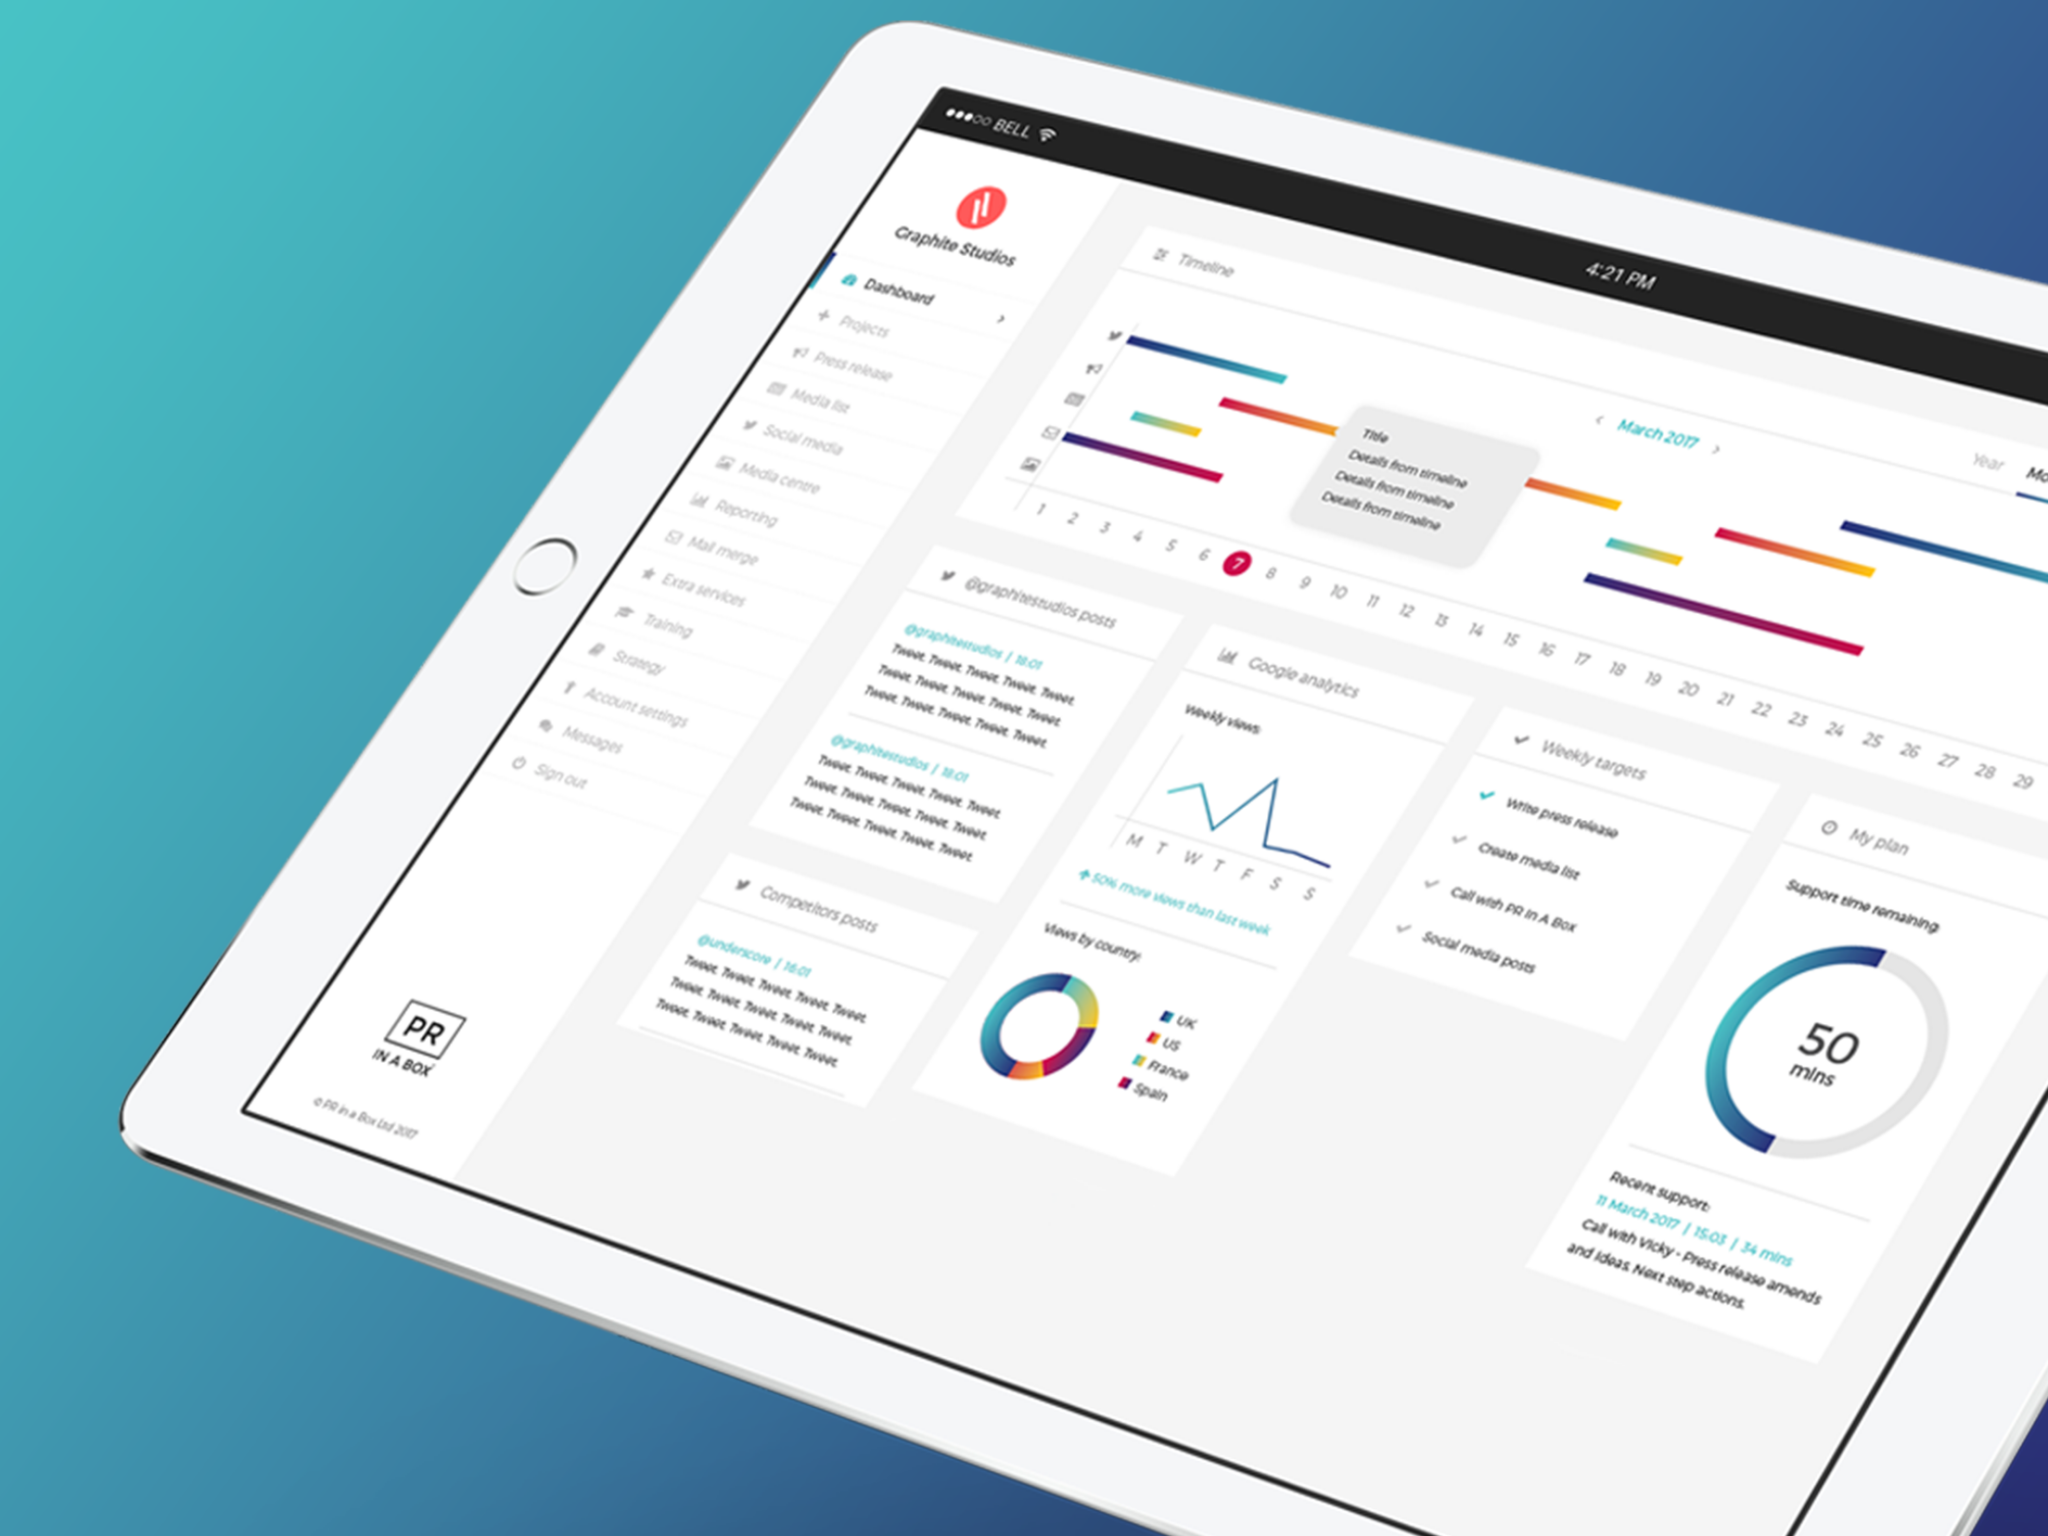 BELL
4:21 PM
Graphite Studios
Dashboard
Projects
Press release
Media list
Social media
Media centre
Reporting
Mail merge
Extra services
Training
Strategy
Account settings
Messages
Sign out
PR
IN A BOX
© PR in a Box Ltd 2017
Timeline
March 2017
Year
Title
Details from timeline
Details from timeline
Details from timeline
1 2 3 4 5 6 7 8 9 10 11 12 13 14 15 16 17 18 19 20 21 22 23 24 25 26 27 28 29
@graphitestudios posts
@graphitestudios | 18:01
Tweet, Tweet, Tweet, Tweet, Tweet
Tweet, Tweet, Tweet, Tweet, Tweet
Tweet, Tweet, Tweet, Tweet, Tweet.
@graphitestudios | 18:01
Tweet, Tweet, Tweet, Tweet, Tweet
Tweet, Tweet, Tweet, Tweet, Tweet
Tweet, Tweet, Tweet, Tweet, Tweet.
Competitors posts
@underscore | 16:01
Tweet, Tweet, Tweet, Tweet, Tweet
Tweet, Tweet, Tweet, Tweet, Tweet
Tweet, Tweet, Tweet, Tweet, Tweet.
Google analytics
Weekly views:
M T W T F S S
50% more views than last week
Views by country:
UK
US
France
Spain
Weekly targets
Write press release
Create media list
Call with PR In A Box
Social media posts
My plan
Support time remaining
50
mins
Recent support:
11 March 2017 | 15:03 | 34 mins
Call with Vicky - Press release amends
and ideas. Next step actions.